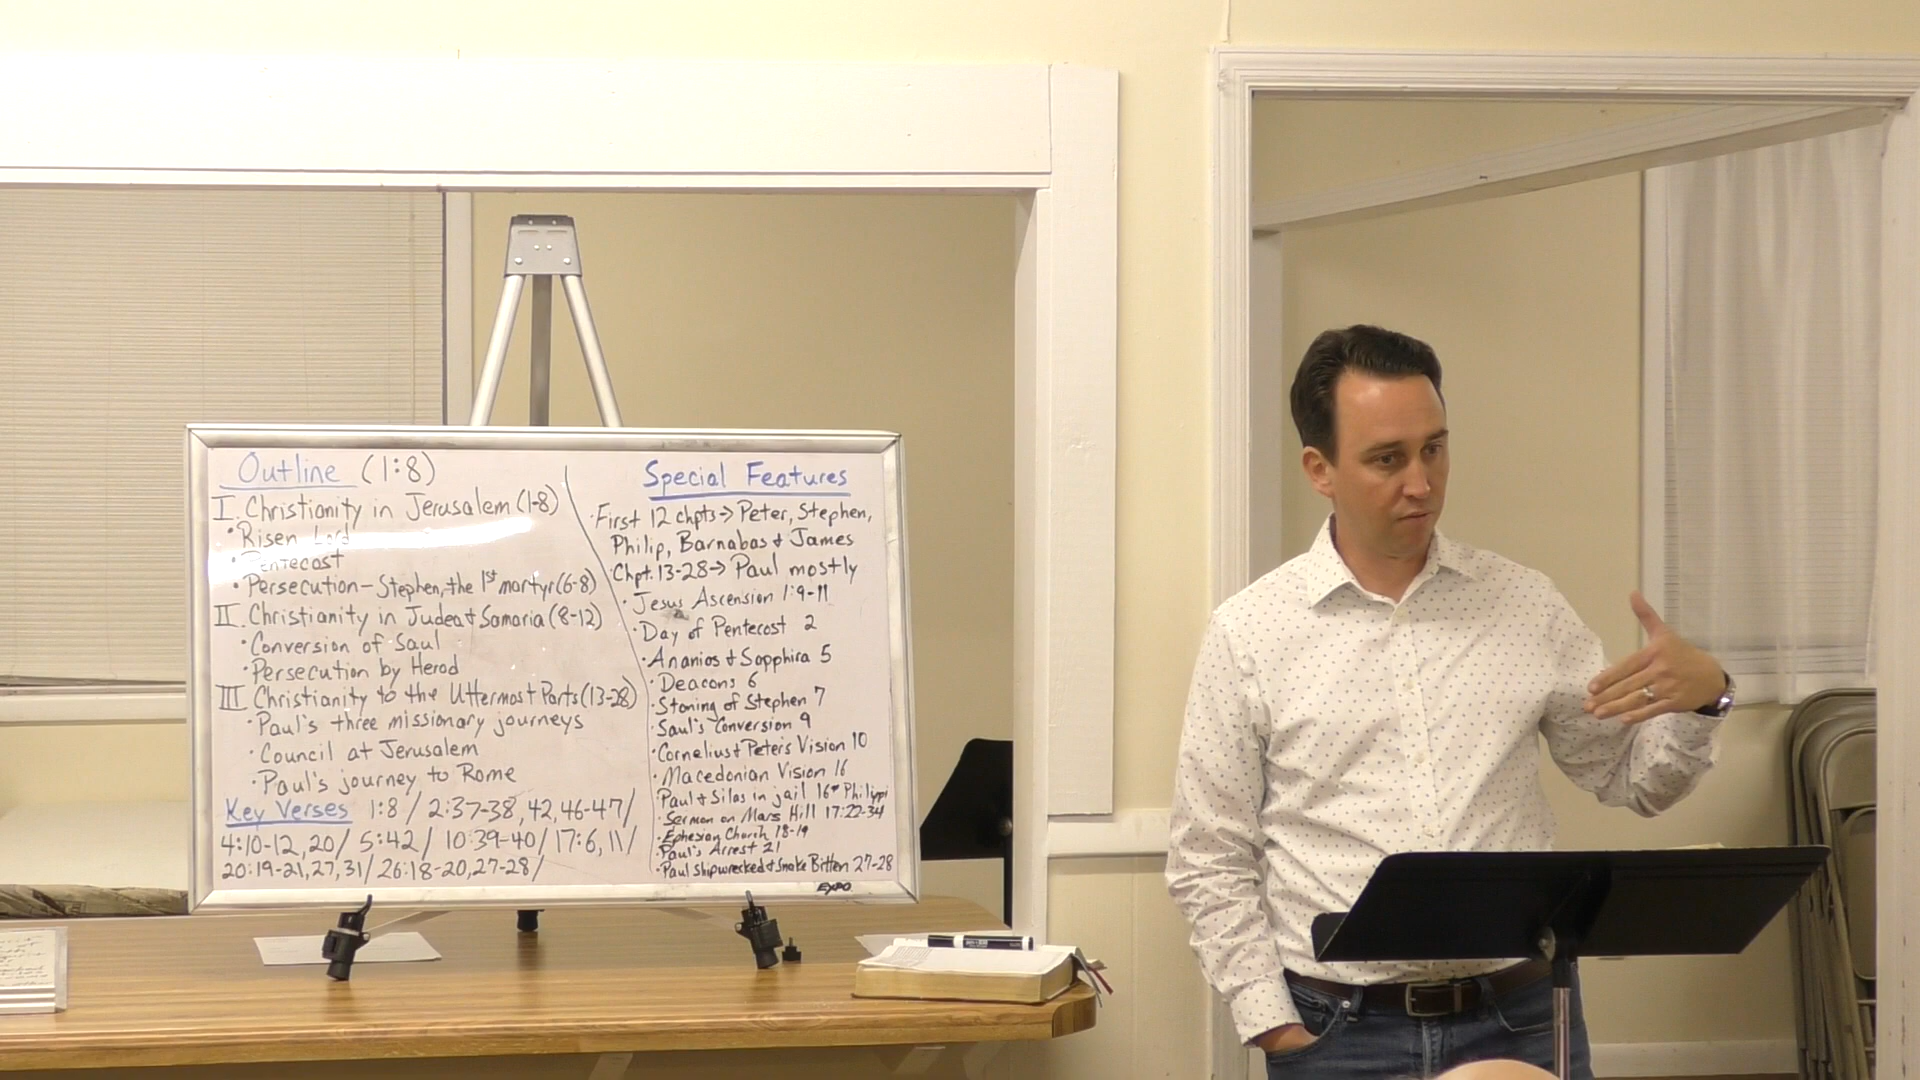 Outline (1:8)
I. Christianity in Jerusalem (1-8)
• Risen Lord
• Pentecost
• Persecution - Stephen, the 1st martyr (6-8)
II. Christianity in Judea & Samaria (8-12)
• Conversion of Saul
• Persecution by Herod
III Christianity to the Uttermost Parts (13-28)
• Paul's three missionary journeys
• Council at Jerusalem
• Paul's journey to Rome
Key Verses 1:8 / 2:37-38, 42, 46-47 /
4:10-12, 20 / 5:42 / 10:39-40 / 17:6, 11 /
20:19-21, 27, 31 / 26:18-20, 27-28 /
Special Features
• First 12 chpts → Peter, Stephen,
Philip, Barnabas & James
Chpt. 13-28 → Paul mostly
• Jesus Ascension 1:9-11
• Day of Pentecost 2
• Ananias & Sapphira 5
• Deacons 6
• Stoning of Stephen 7
• Saul's Conversion 9
• Cornelius & Peter's Vision 10
• Macedonian Vision 16
• Paul & Silas in jail 16 Philippi
• Sermon on Mars Hill 17:22-34
• Ephesian Church 18-19
• Paul's Arrest 21
• Paul shipwrecked & Snake Bitten 27-28
EXPO